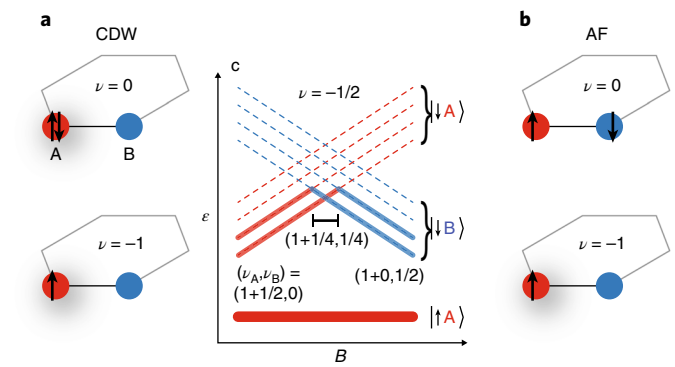 a
CDW
ν = 0
A
B
ν = −1
c
ν = −1/2
|↓A⟩
ε
|↓B⟩
(1+1/4,1/4)
(νA,νB) =
(1+1/2,0)
(1+0,1/2)
|↑A⟩
B
b
AF
ν = 0
ν = −1